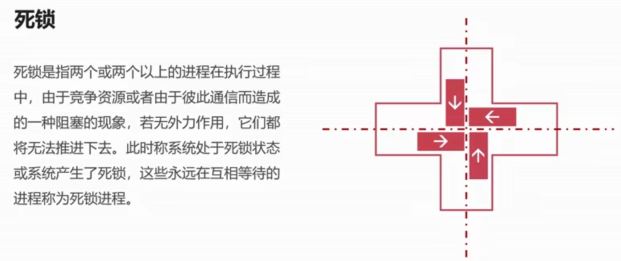 死锁
死锁是指两个或两个以上的进程在执行过程
中，由于竞争资源或者由于彼此通信而造成
的一种阻塞的现象，若无外力作用，它们都
将无法推进下去。此时称系统处于死锁状态
或系统产生了死锁，这些永远在互相等待的
进程称为死锁进程。